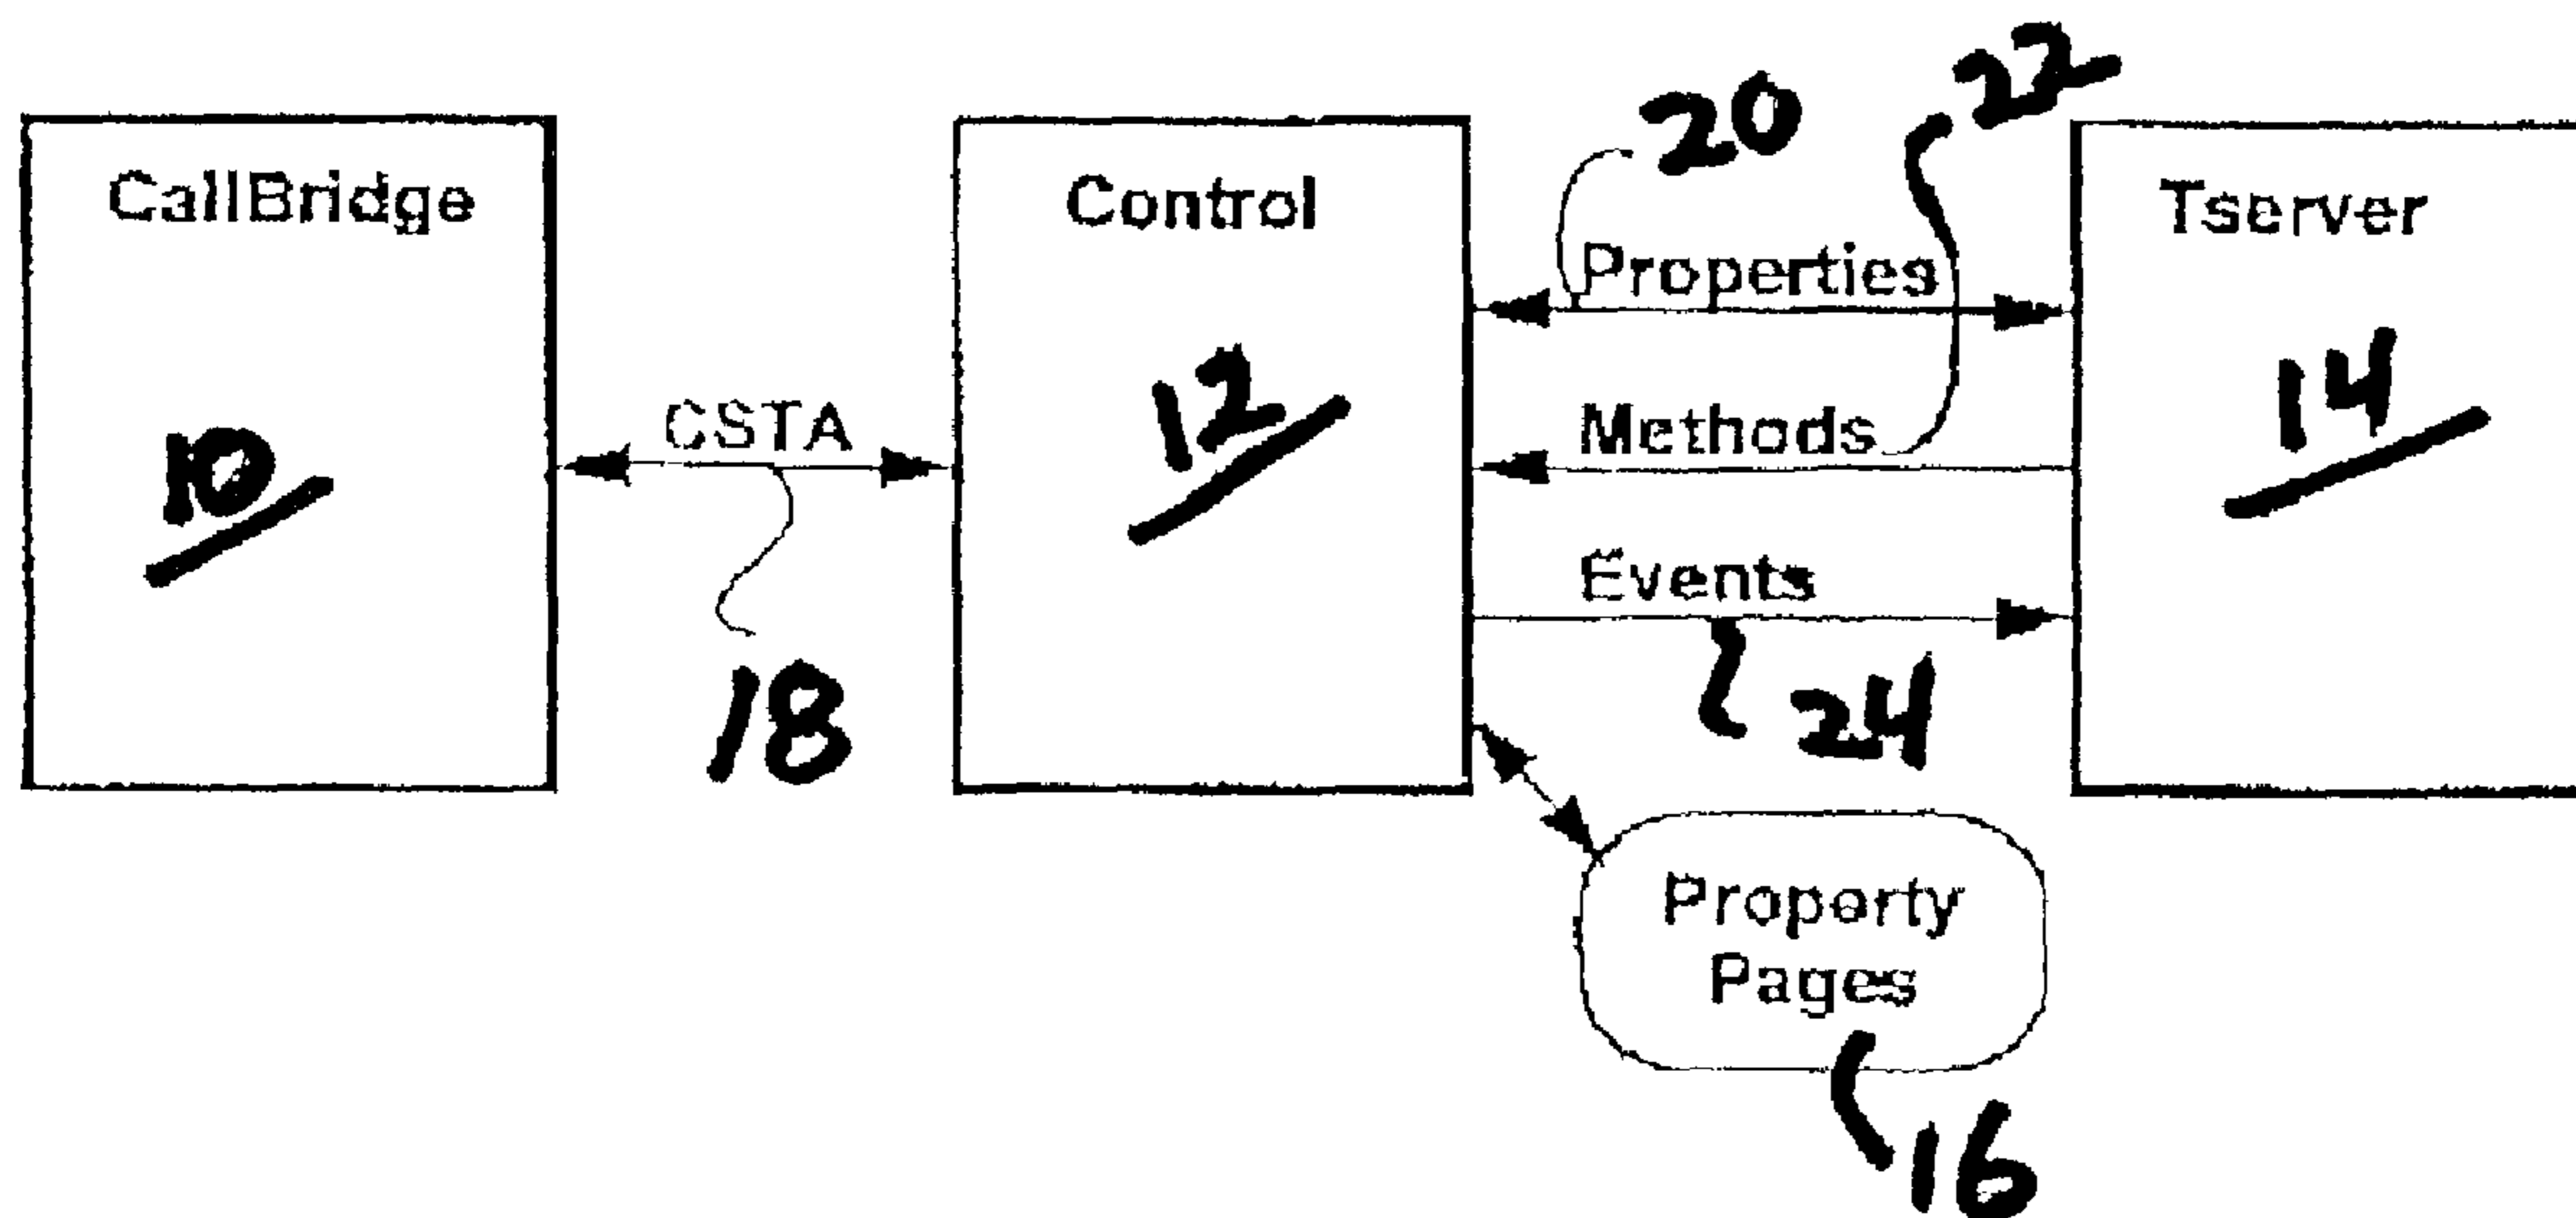 22
20
CallBridge
Control
Tserver
Properties
10
CSTA
12
Methods
14
Events
18
24
Property
Pages
16